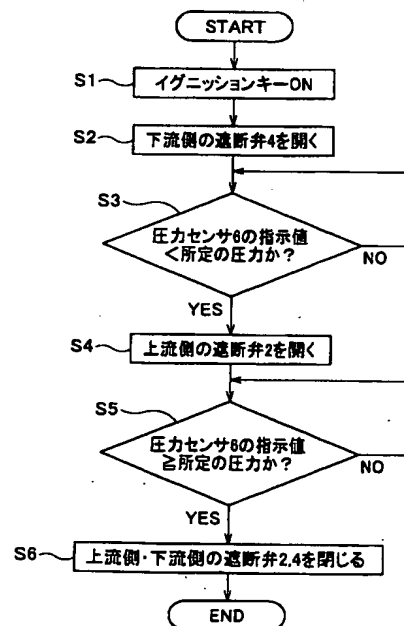 START
S1
イグニッションキーON
S2
下流側の遮断弁4を開く
S3
圧力センサ6の指示値
<所定の圧力か?
NO
YES
S4
上流側の遮断弁2を開く
S5
圧力センサ6の指示値
≧所定の圧力か?
NO
YES
S6
上流側・下流側の遮断弁2,4を閉じる
END